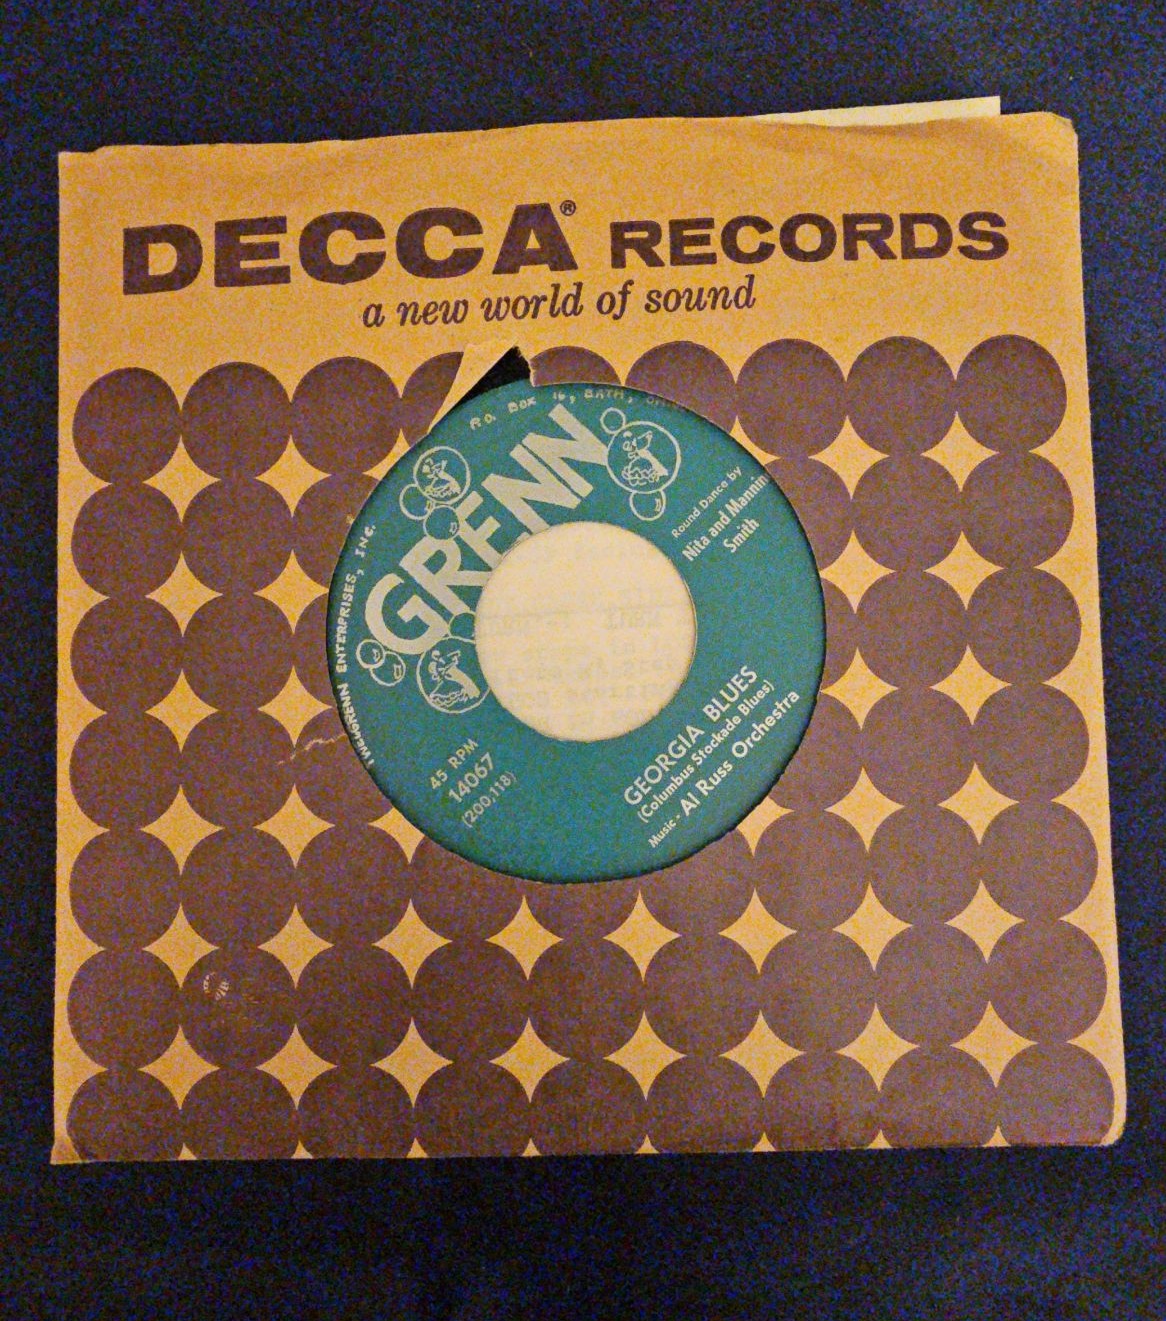 DECCA® RECORDS
a new world of sound
P.O. BOX 16, BATH,
GRENN
TWELGRENN ENTERPRISES, INC.
Round Dance by
Nita and Mannin
Smith
45 RPM
14067
(200,118)
GEORGIA BLUES
(Columbus Stockade Blues)
Music - Al Russ Orchestra